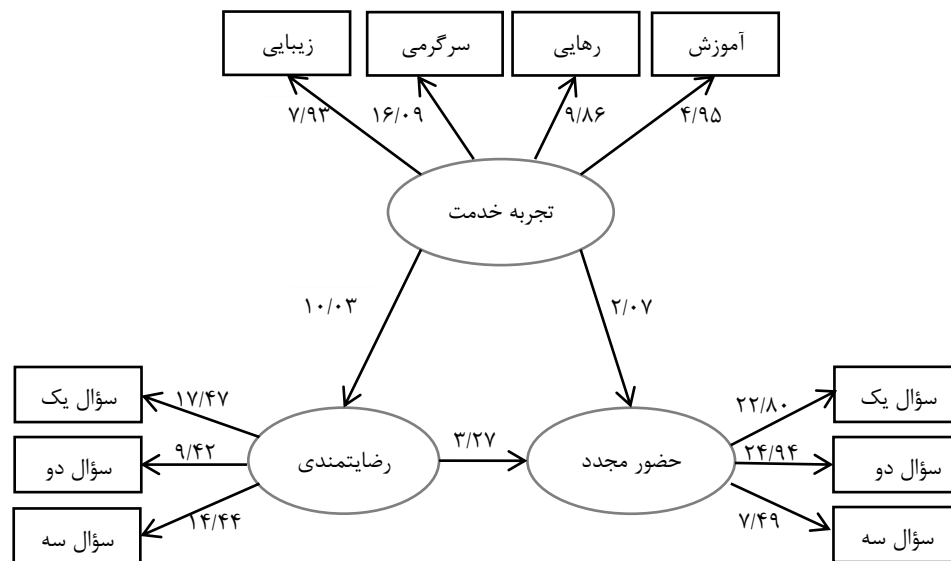 آموزش
رهایی
سرگرمی
زیبایی
۴/۹۵
۹/۸۶
۱۶/۰۹
۷/۹۳
تجربه خدمت
۲/۰۷
۱۰/۰۳
سؤال یک
سؤال دو
سؤال سه
۲۲/۸۰
۲۴/۹۴
۷/۴۹
حضور مجدد
۳/۲۷
رضایتمندی
۱۷/۴۷
۹/۴۲
۱۴/۴۴
سؤال یک
سؤال دو
سؤال سه